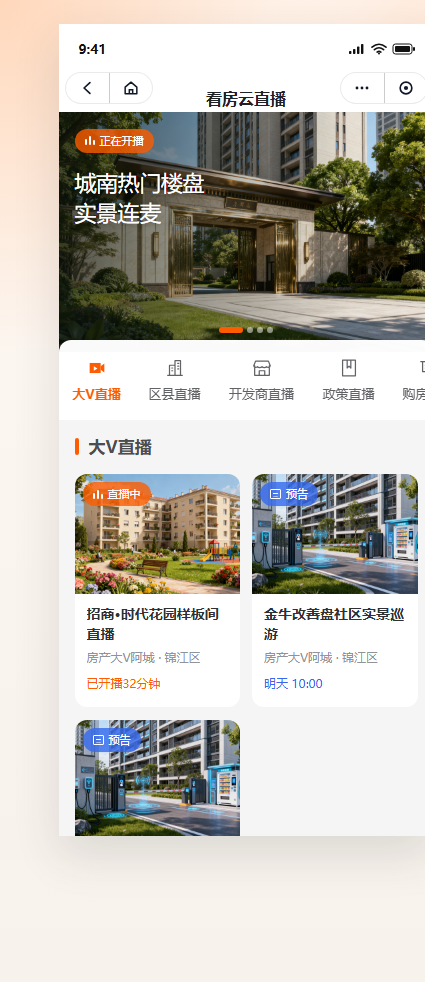 9:41
看房云直播
正在开播
城南热门楼盘
实景连麦
大V直播
区县直播
开发商直播
政策直播
购房
大V直播
直播中
预告
招商·时代花园样板间
直播
房产大V阿城 · 锦江区
已开播32分钟
金牛改善盘社区实景巡
游
房产大V阿城 · 锦江区
明天 10:00
预告